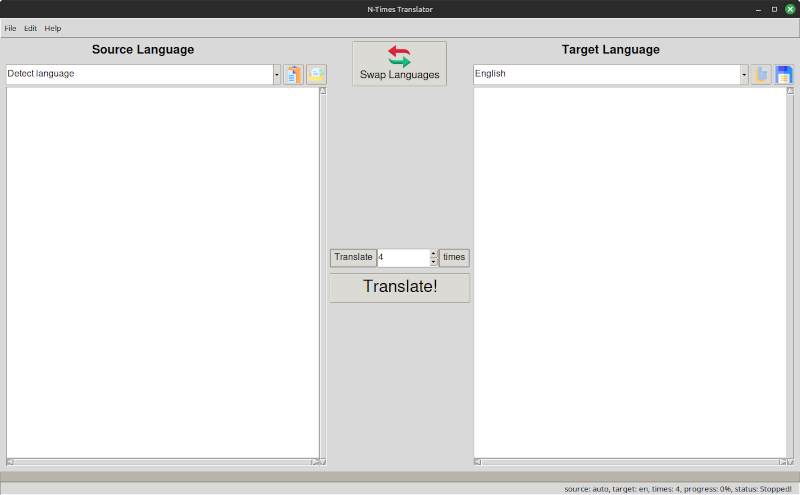 N-Times Translator
File Edit Help
Source Language
Target Language
Swap Languages
Detect language
English
Translate 4 times
Translate!
source: auto, target: en, times: 4, progress: 0%, status: Stopped!